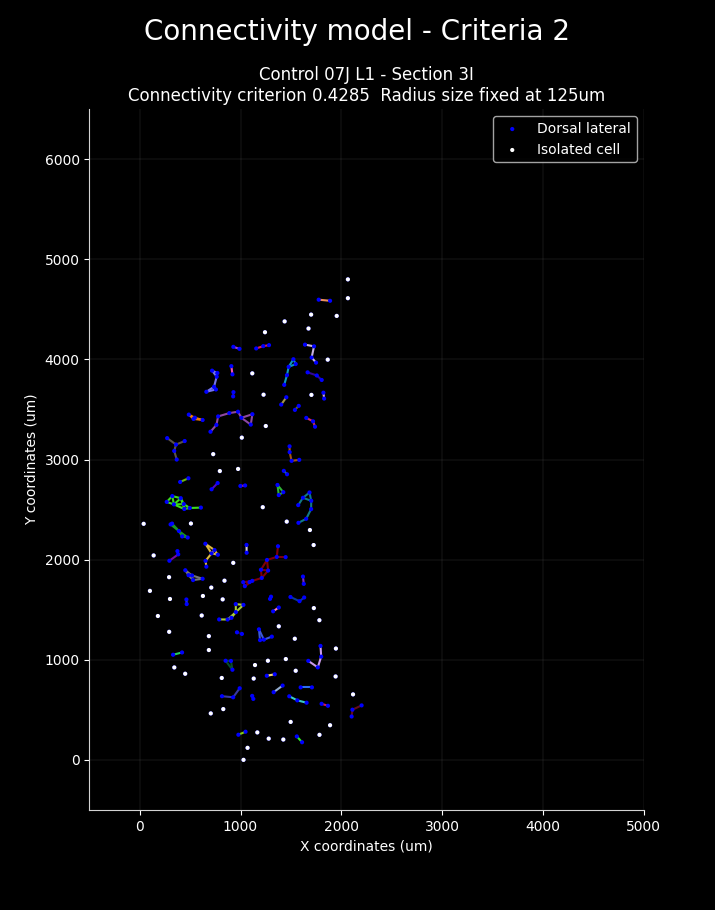 Connectivity model - Criteria 2
Control 07J L1 - Section 3I
Connectivity criterion 0.4285  Radius size fixed at 125um
Dorsal lateral
Isolated cell
6000
5000
4000
3000
2000
1000
0
Y coordinates (um)
0 1000 2000 3000 4000 5000
X coordinates (um)